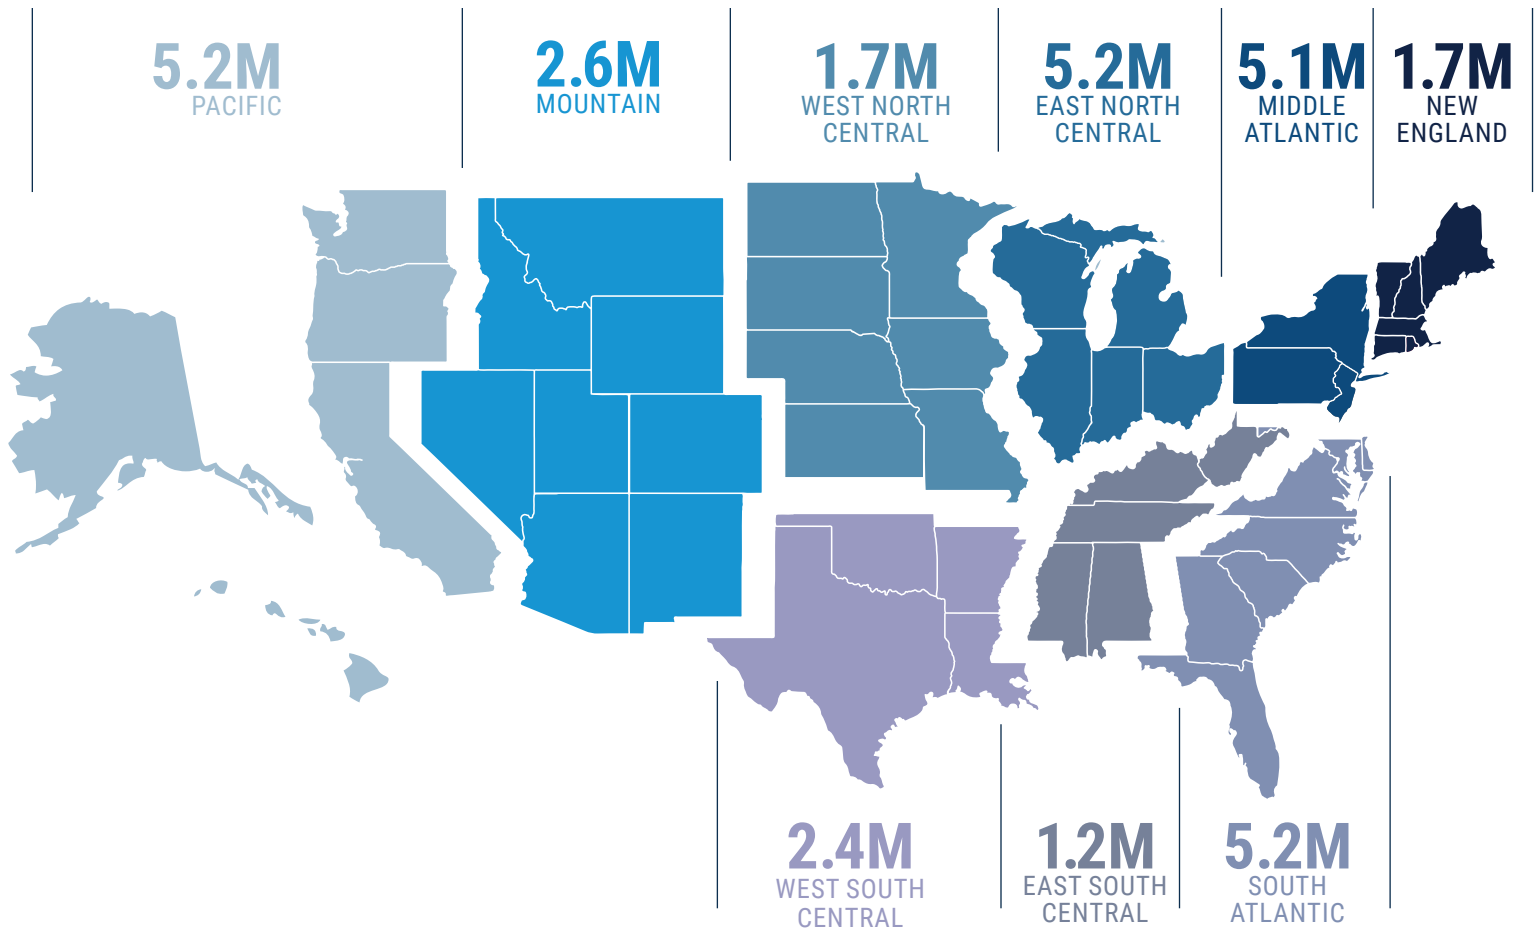 5.2M
PACIFIC
2.6M
MOUNTAIN
1.7M
WEST NORTH
CENTRAL
5.2M
EAST NORTH
CENTRAL
5.1M
MIDDLE
ATLANTIC
1.7M
NEW
ENGLAND
2.4M
WEST SOUTH
CENTRAL
1.2M
EAST SOUTH
CENTRAL
5.2M
SOUTH
ATLANTIC